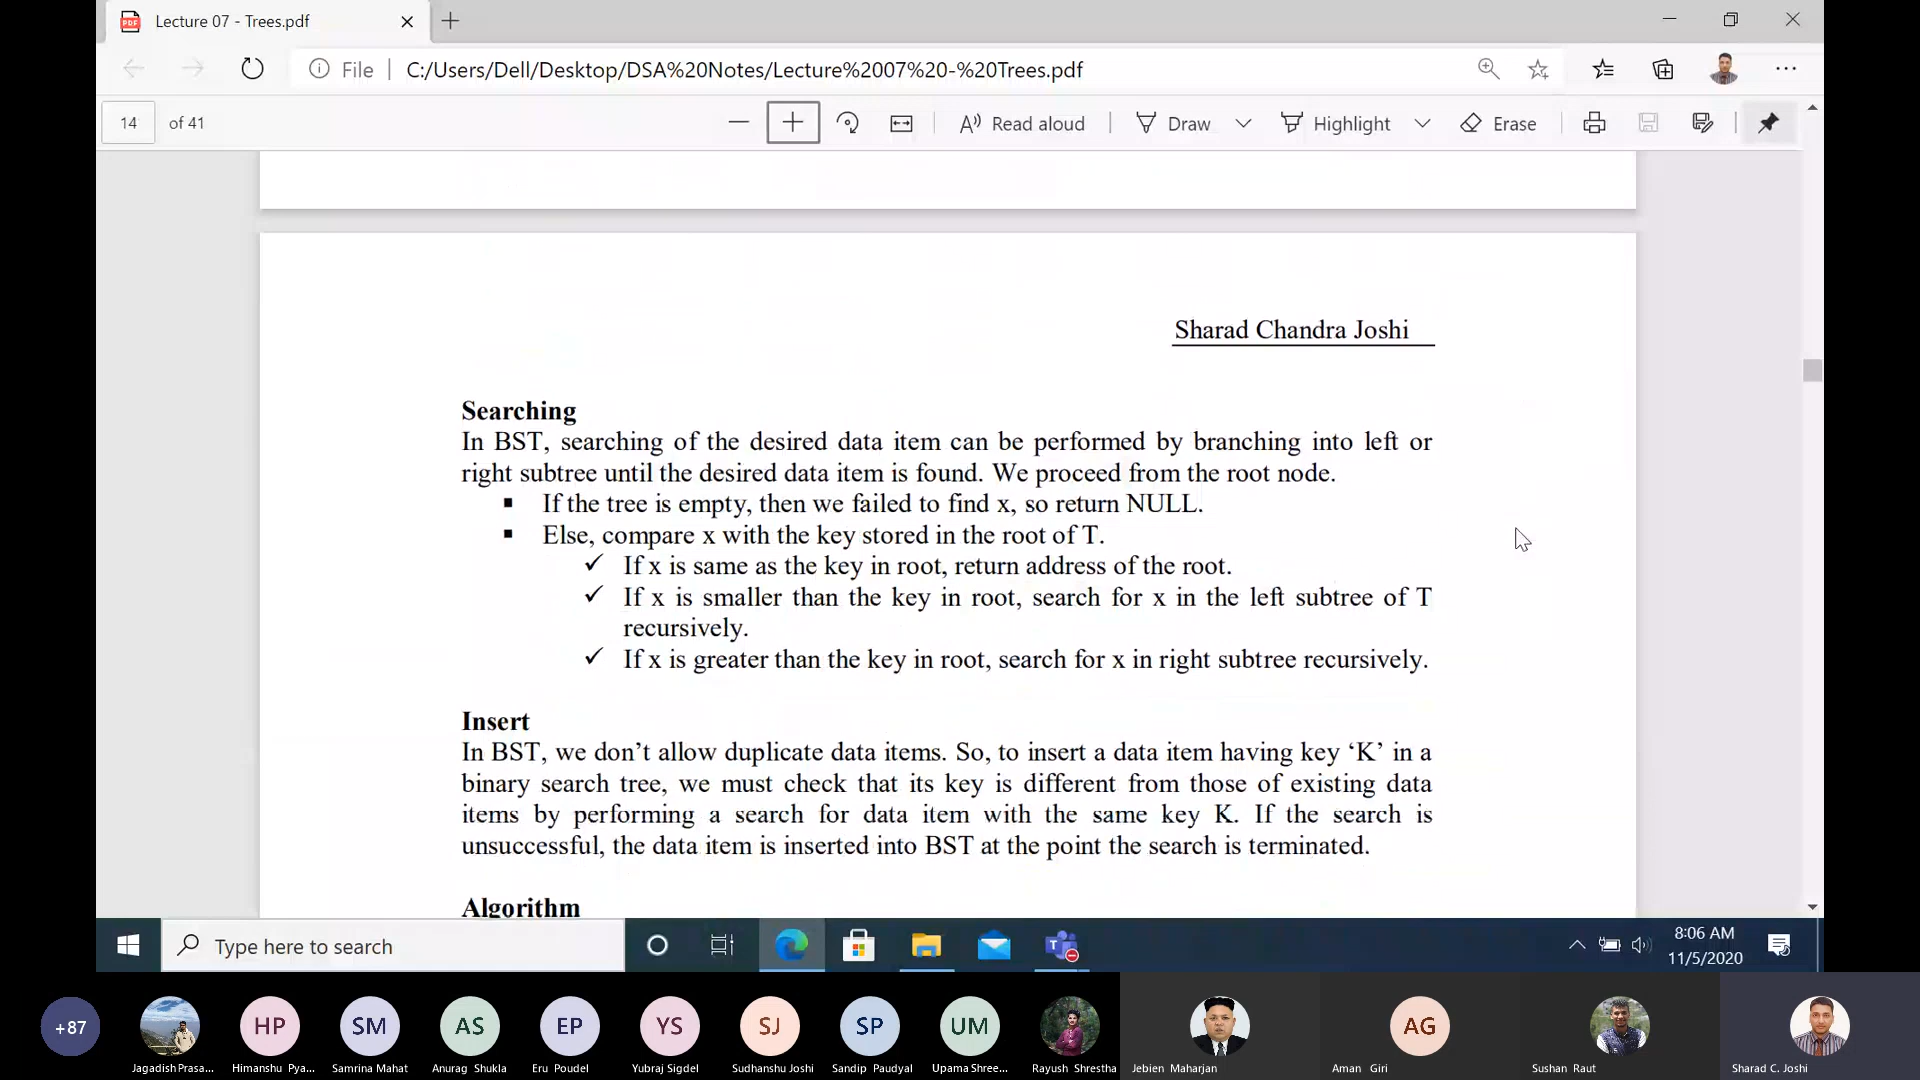 Lecture 07 - Trees.pdf
File
C:/Users/Dell/Desktop/DSA%20Notes/Lecture%2007%20-%20Trees.pdf
14 of 41
Read aloud
Draw
Highlight
Erase
Sharad Chandra Joshi
Searching
In BST, searching of the desired data item can be performed by branching into left or
right subtree until the desired data item is found. We proceed from the root node.
If the tree is empty, then we failed to find x, so return NULL.
Else, compare x with the key stored in the root of T.
If x is same as the key in root, return address of the root.
If x is smaller than the key in root, search for x in the left subtree of T
recursively.
If x is greater than the key in root, search for x in right subtree recursively.
Insert
In BST, we don’t allow duplicate data items. So, to insert a data item having key ‘K’ in a
binary search tree, we must check that its key is different from those of existing data
items by performing a search for data item with the same key K. If the search is
unsuccessful, the data item is inserted into BST at the point the search is terminated.
Algorithm
Type here to search
8:06 AM
11/5/2020
+87
HP
SM
AS
EP
YS
SJ
SP
UM
AG
Jagadish Prasa...
Himanshu Pya...
Samrina Mahat
Anurag Shukla
Eru Poudel
Yubraj Sigdel
Sudhanshu Joshi
Sandip Paudyal
Upama Shree...
Rayush Shrestha
Jebien Maharjan
Aman Giri
Sushan Raut
Sharad C. Joshi